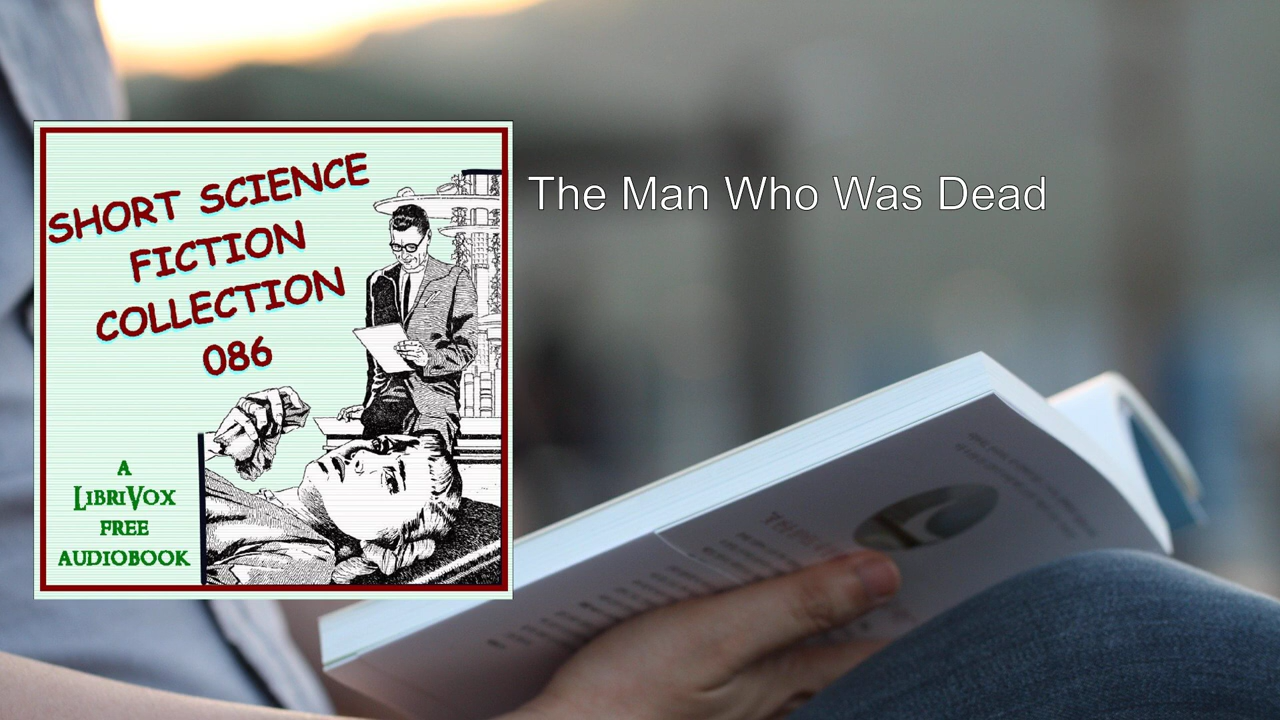 SHORT SCIENCE
FICTION
COLLECTION
086
A
LIBRIVOX
FREE
AUDIOBOOK
The Man Who Was Dead